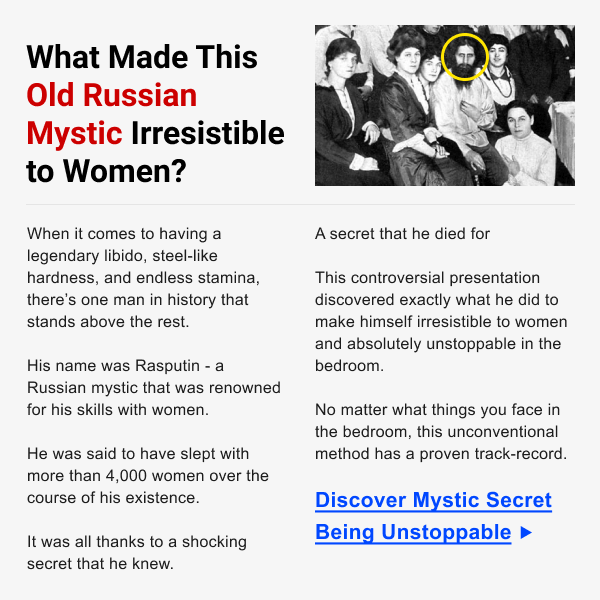 What Made This
Old Russian
Mystic Irresistible
to Women?
When it comes to having a
legendary libido, steel-like
hardness, and endless stamina,
there’s one man in history that
stands above the rest.
His name was Rasputin - a
Russian mystic that was renowned
for his skills with women.
He was said to have slept with
more than 4,000 women over the
course of his existence.
It was all thanks to a shocking
secret that he knew.
A secret that he died for
This controversial presentation
discovered exactly what he did to
make himself irresistible to women
and absolutely unstoppable in the
bedroom.
No matter what things you face in
the bedroom, this unconventional
method has a proven track-record.
Discover Mystic Secret
Being Unstoppable ►